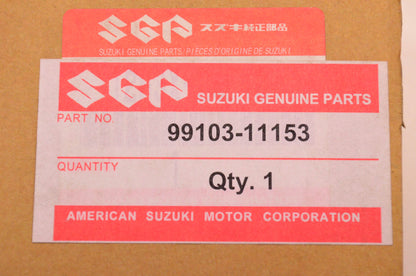 SGP スズキ純正部品
SUZUKI GENUINE PARTS / PIECES D'ORIGINE DE SUZUKI
SGP SUZUKI GENUINE PARTS
PART NO.
99103-11153
QUANTITY
Qty. 1
AMERICAN SUZUKI MOTOR CORPORATION